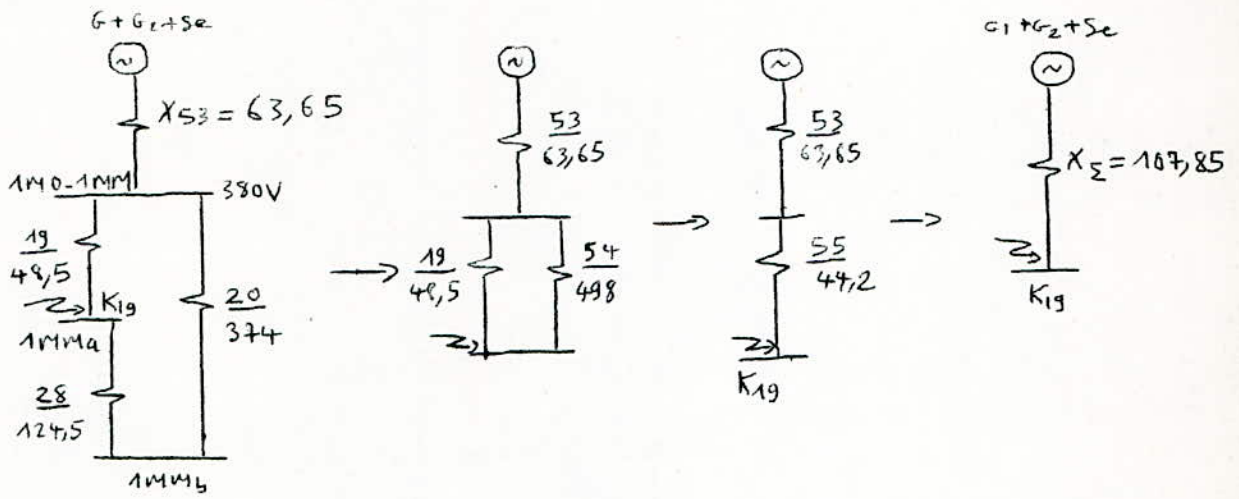 G + G2 + Se
~
X53 = 63,65
1M0-1MM
380V
19
48,5
K19
1MMa
20
374
28
124,5
1MMb
~
53
63,65
19
48,5
54
498
~
53
63,65
55
44,2
K19
G1 + G2 + Se
~
XΣ = 107,85
K19